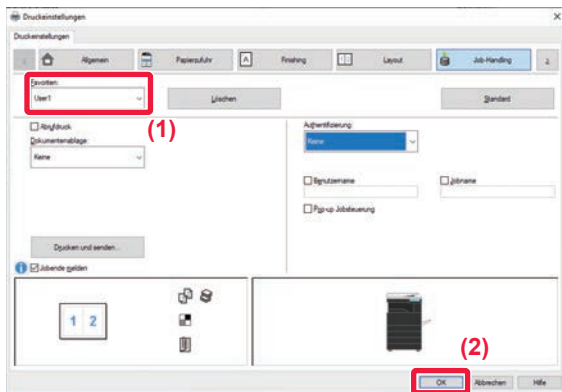 Druckeinstellungen
Druckeinstellungen
Allgemein
Papierzufuhr
Finishing
Layout
Job-Handling
Favoriten:
User1
Löschen
Standard
(1)
Abrufdruck
Authentifizierung:
Dokumentenablage:
Keine
Keine
Benutzername
Jobname
Pop-up Jobsteuerung
Drucken und senden...
Jobende melden
1 2
(2)
OK
Abbrechen
Hilfe